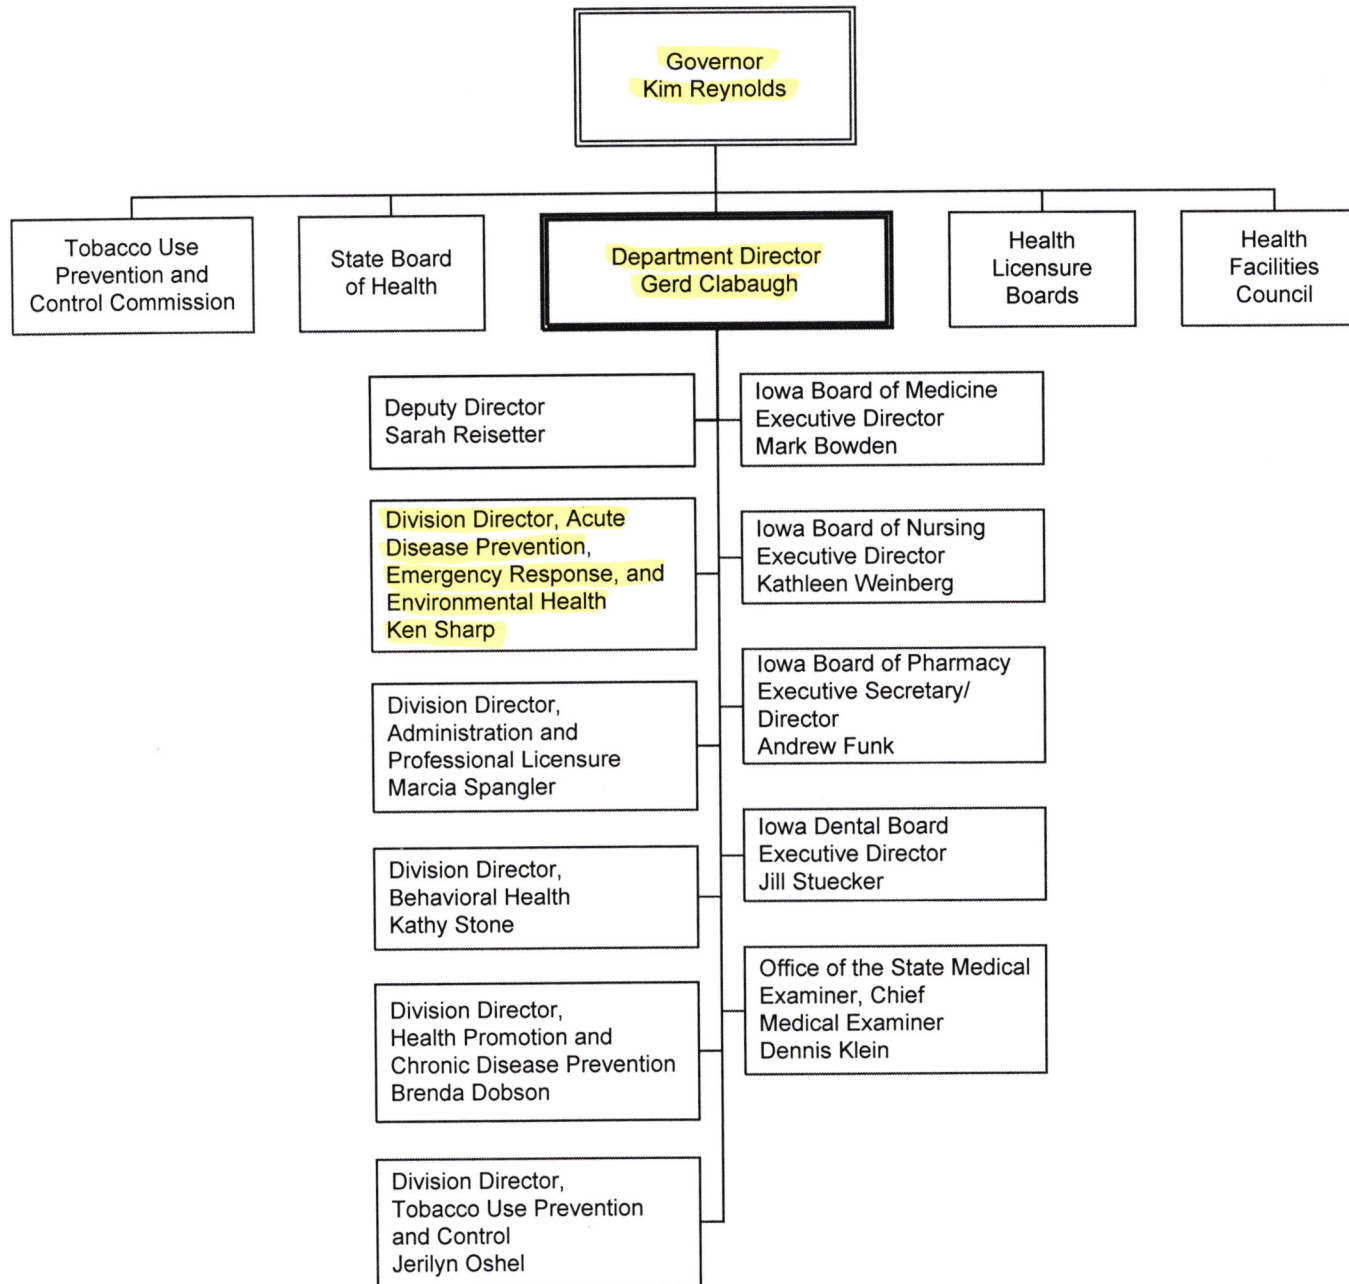 Governor
Kim Reynolds
Tobacco Use
Prevention and
Control Commission
State Board
of Health
Department Director
Gerd Clabaugh
Health
Licensure
Boards
Health
Facilities
Council
Deputy Director
Sarah Reisetter
Iowa Board of Medicine
Executive Director
Mark Bowden
Division Director, Acute
Disease Prevention,
Emergency Response, and
Environmental Health
Ken Sharp
Iowa Board of Nursing
Executive Director
Kathleen Weinberg
Division Director,
Administration and
Professional Licensure
Marcia Spangler
Iowa Board of Pharmacy
Executive Secretary/
Director
Andrew Funk
Division Director,
Behavioral Health
Kathy Stone
Iowa Dental Board
Executive Director
Jill Stuecker
Division Director,
Health Promotion and
Chronic Disease Prevention
Brenda Dobson
Office of the State Medical
Examiner, Chief
Medical Examiner
Dennis Klein
Division Director,
Tobacco Use Prevention
and Control
Jerilyn Oshel